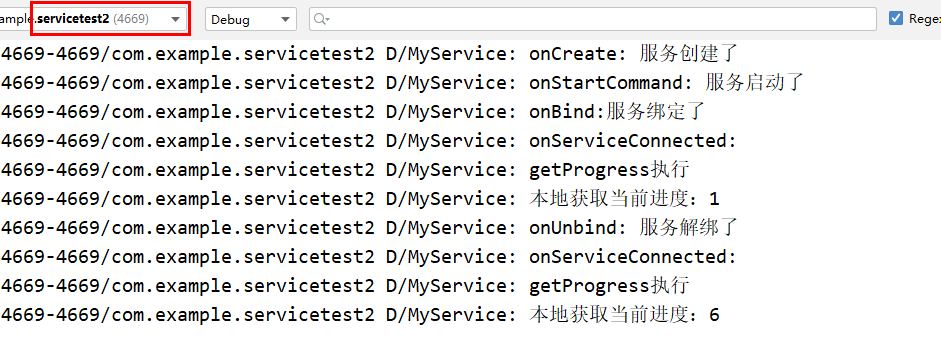 ample.servicetest2 (4669) Debug Regex
4669-4669/com.example.servicetest2 D/MyService: onCreate: 服务创建了
4669-4669/com.example.servicetest2 D/MyService: onStartCommand: 服务启动了
4669-4669/com.example.servicetest2 D/MyService: onBind:服务绑定了
4669-4669/com.example.servicetest2 D/MyService: onServiceConnected:
4669-4669/com.example.servicetest2 D/MyService: getProgress执行
4669-4669/com.example.servicetest2 D/MyService: 本地获取当前进度：1
4669-4669/com.example.servicetest2 D/MyService: onUnbind: 服务解绑了
4669-4669/com.example.servicetest2 D/MyService: onServiceConnected:
4669-4669/com.example.servicetest2 D/MyService: getProgress执行
4669-4669/com.example.servicetest2 D/MyService: 本地获取当前进度：6